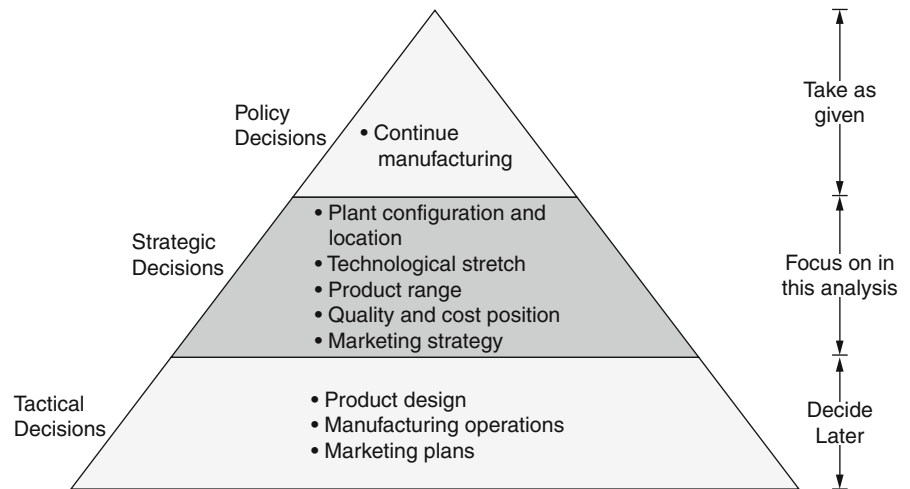 Policy
Decisions
• Continue
manufacturing
Take as
given
Strategic
Decisions
• Plant configuration and
location
• Technological stretch
• Product range
• Quality and cost position
• Marketing strategy
Focus on in
this analysis
Tactical
Decisions
• Product design
• Manufacturing operations
• Marketing plans
Decide
Later